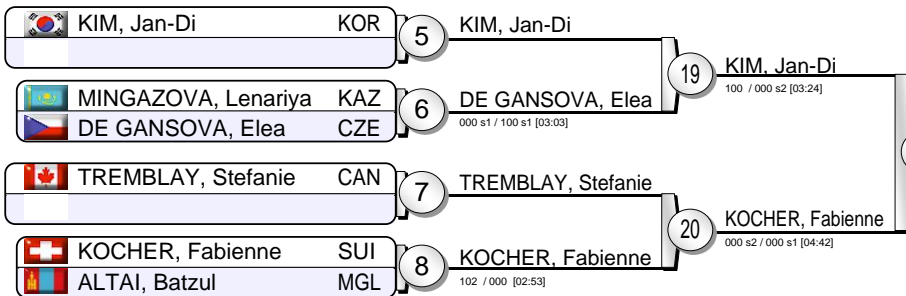 KIM, Jan-Di KOR
5
KIM, Jan-Di
MINGAZOVA, Lenariya KAZ
DE GANSOVA, Elea CZE
6
DE GANSOVA, Elea
000 s1 / 100 s1 [03:03]
19
KIM, Jan-Di
100 / 000 s2 [03:24]
TREMBLAY, Stefanie CAN
7
TREMBLAY, Stefanie
KOCHER, Fabienne SUI
ALTAI, Batzul MGL
8
KOCHER, Fabienne
102 / 000 [02:53]
20
KOCHER, Fabienne
000 s2 / 000 s1 [04:42]